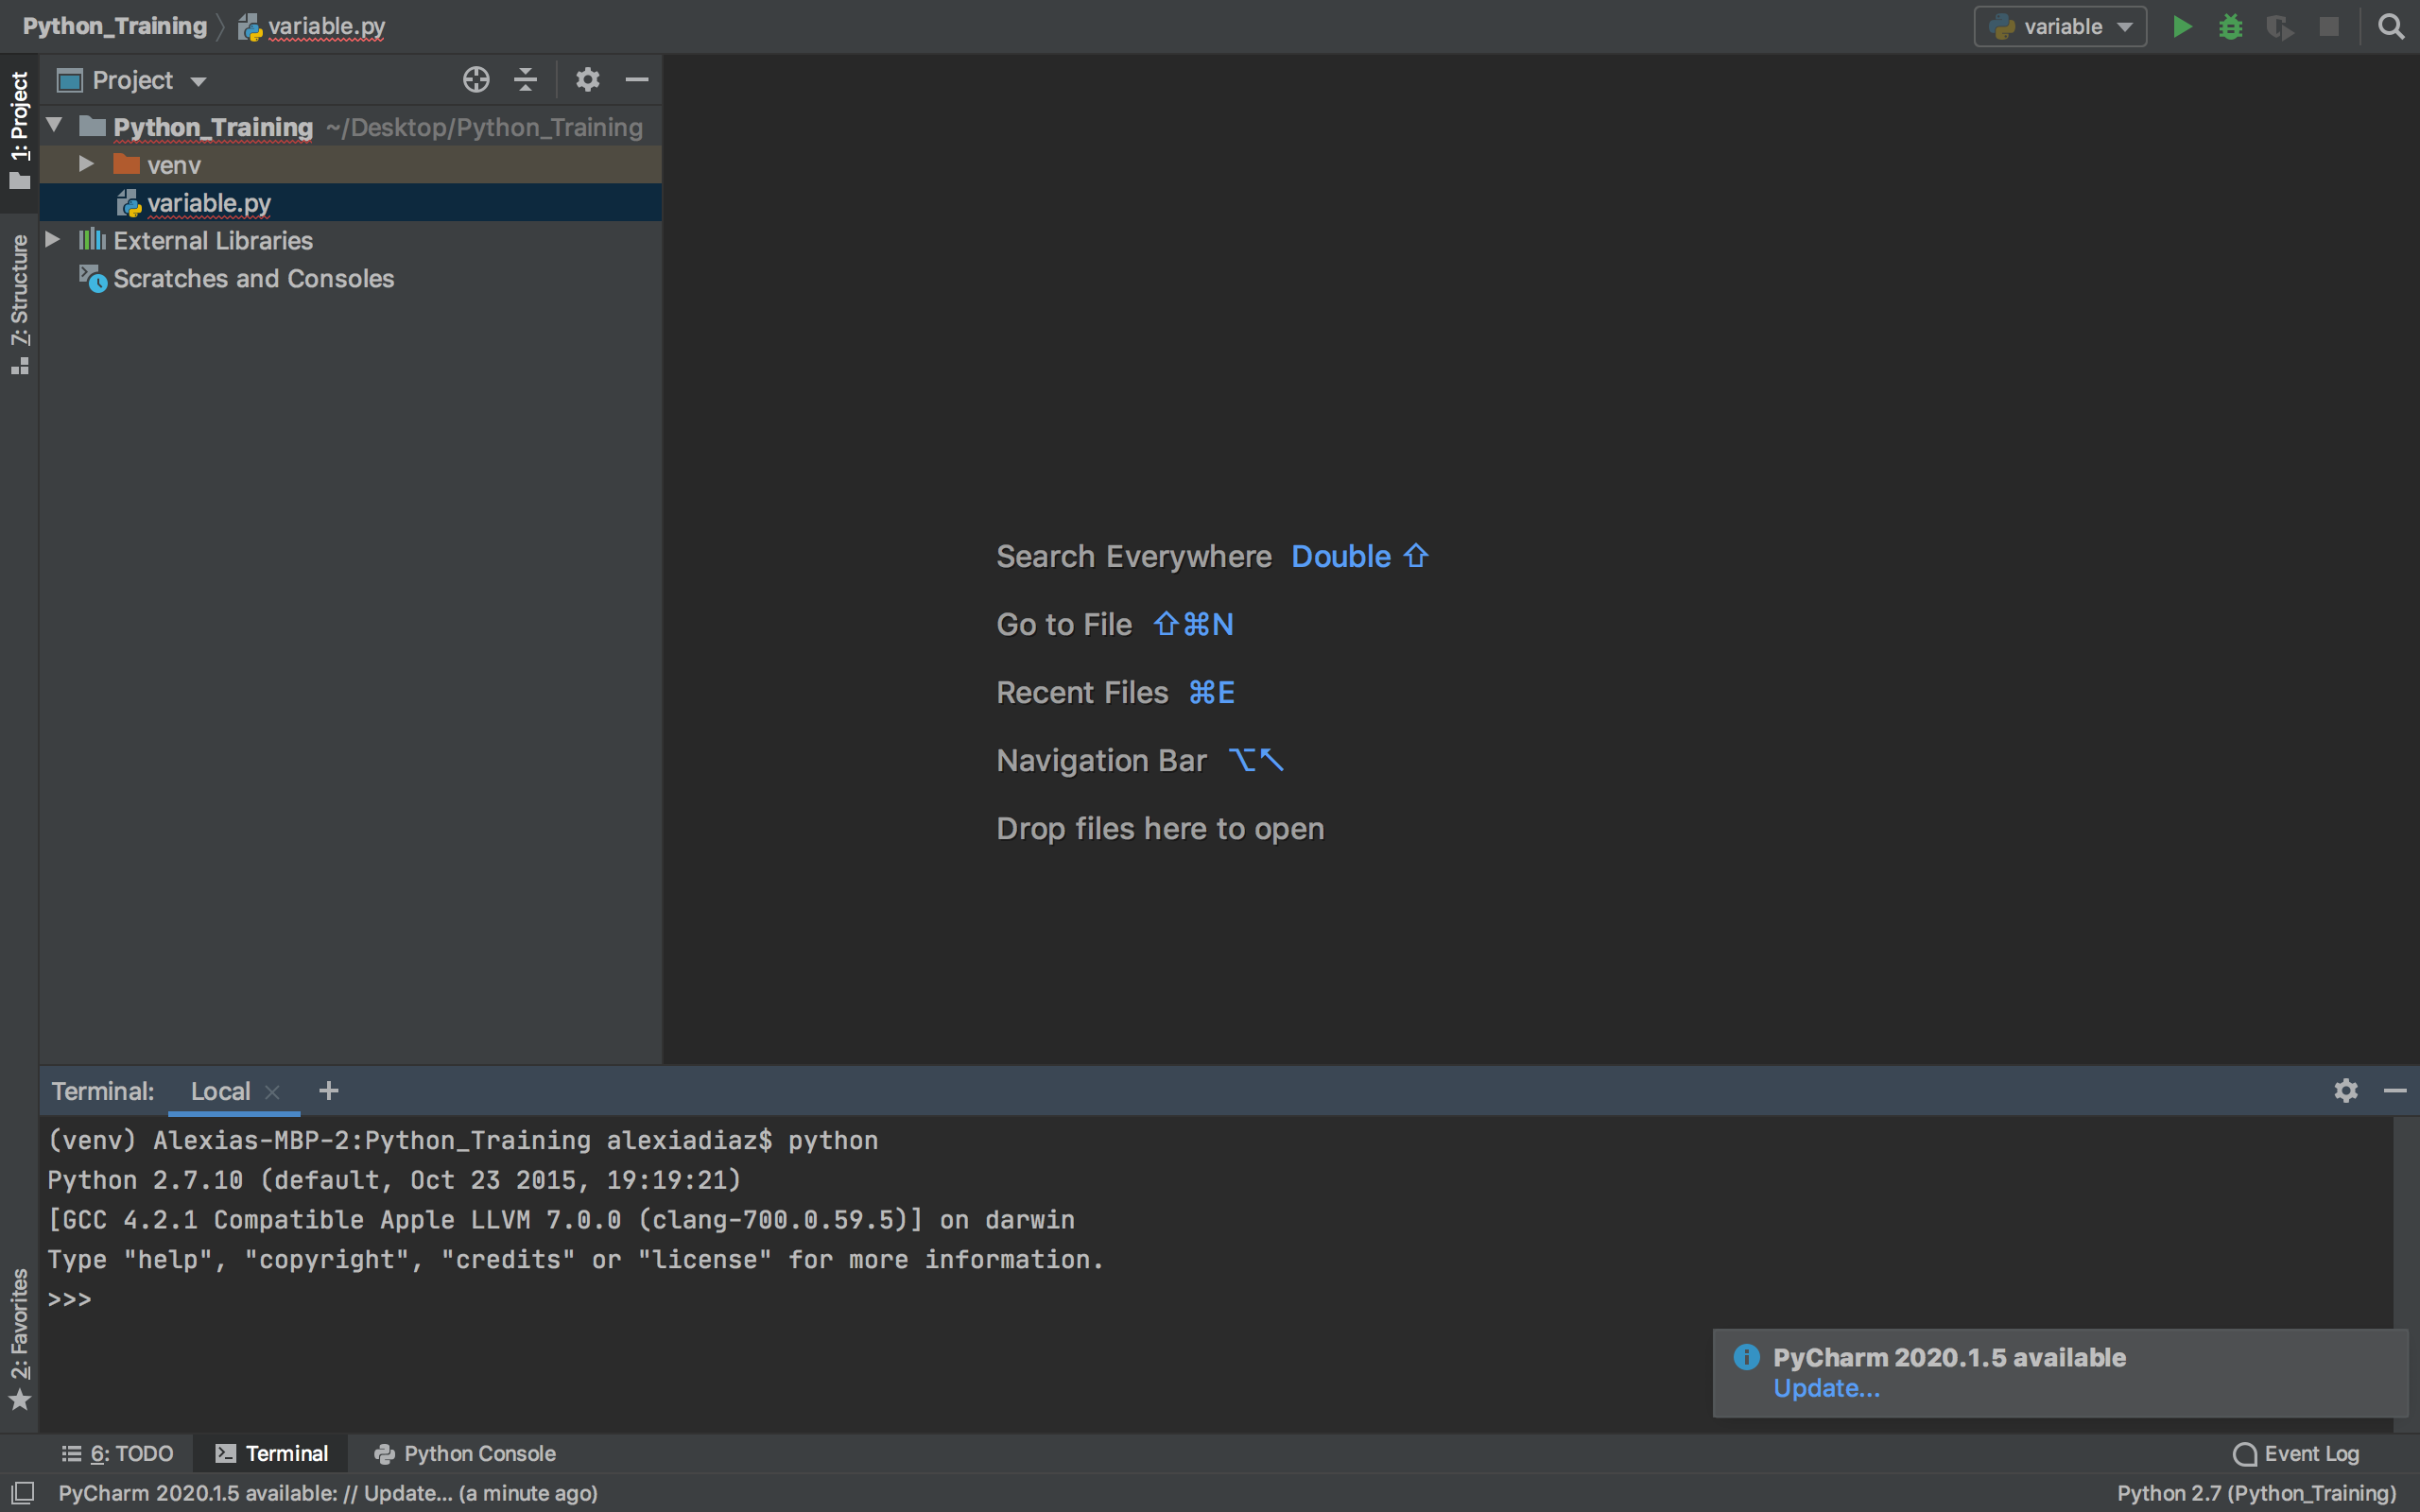 Python_Training
variable.py
variable
Project
Python_Training ~/Desktop/Python_Training
venv
variable.py
External Libraries
Scratches and Consoles
1: Project
7: Structure
2: Favorites
Search Everywhere Double ⇧
Go to File ⇧⌘N
Recent Files ⌘E
Navigation Bar ⌥↖
Drop files here to open
Terminal: Local × +
(venv) Alexias-MBP-2:Python_Training alexiadiaz$ python
Python 2.7.10 (default, Oct 23 2015, 19:19:21)
[GCC 4.2.1 Compatible Apple LLVM 7.0.0 (clang-700.0.59.5)] on darwin
Type "help", "copyright", "credits" or "license" for more information.
>>>
PyCharm 2020.1.5 available
Update...
6: TODO
Terminal
Python Console
Event Log
PyCharm 2020.1.5 available: // Update... (a minute ago)
Python 2.7 (Python_Training)